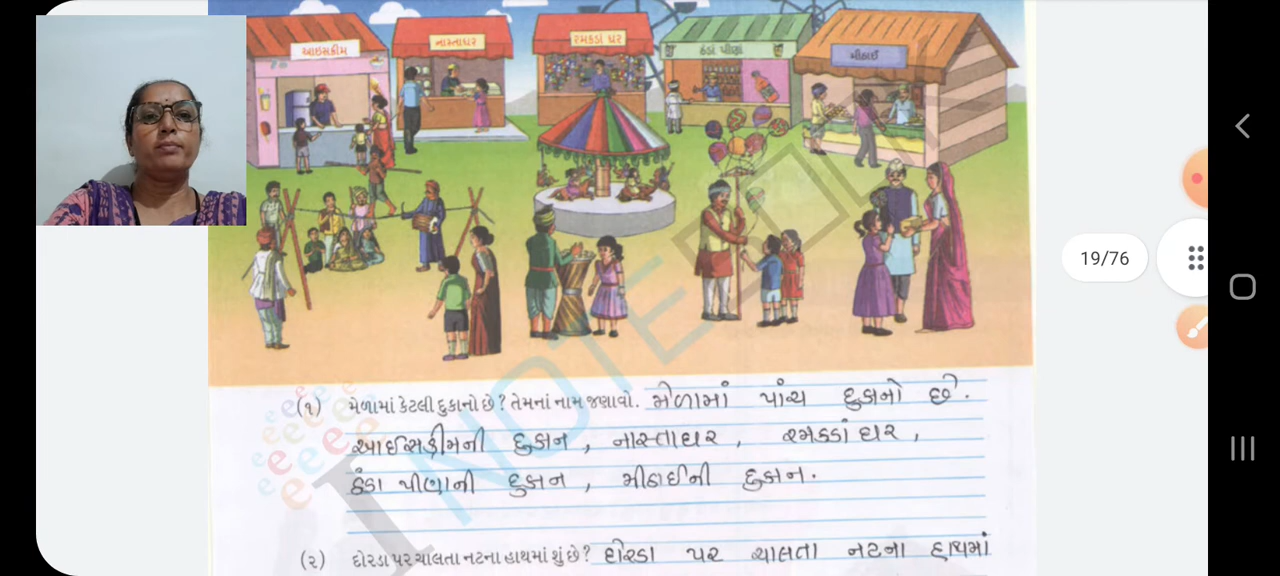 આઇસક્રીમ
નાસ્તાઘર
રમકડાં ઘર
ઠંડાં પીણાં
મીઠાઈ
19/76
(૧) મેળામાં કેટલી દુકાનો છે? તેમનાં નામ જણાવો. મેળામાં પાંચ દુકાનો છે.
આઈસક્રીમની દુકાન, નાસ્તાઘર, રમકડાં ઘર,
ઠંડા પીણાની દુકાન, મીઠાઈની દુકાન.
(૨) દોરડા પર ચાલતા નટના હાથમાં શું છે? દોરડા પર ચાલતા નટના હાથમાં